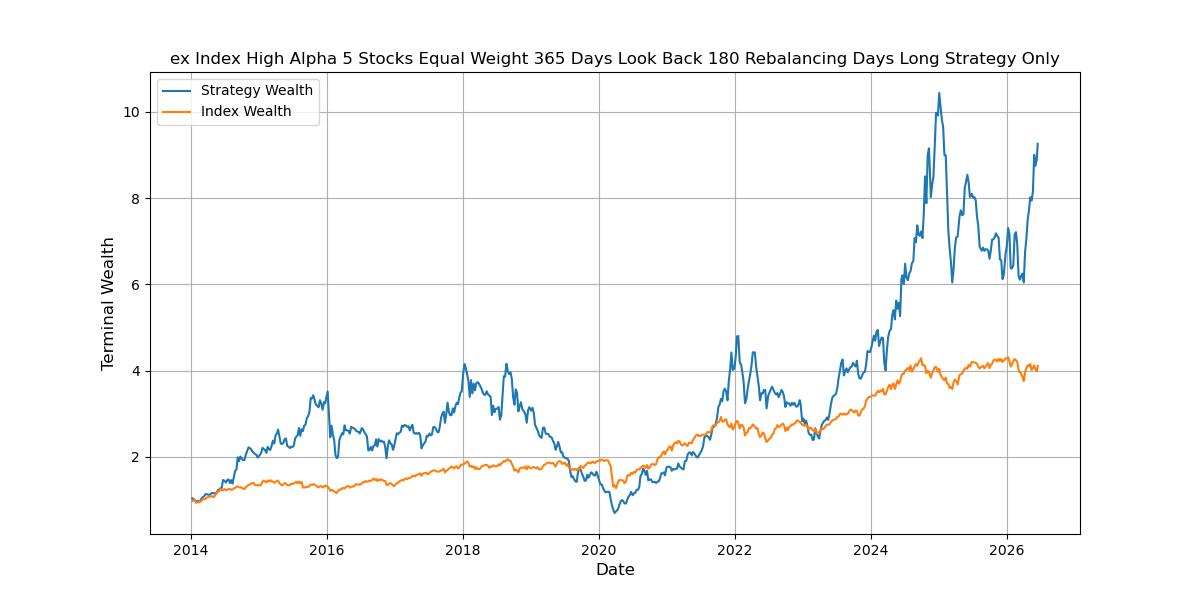 ex Index High Alpha 5 Stocks Equal Weight 365 Days Look Back 180 Rebalancing Days Long Strategy Only
Strategy Wealth
Index Wealth
10
8
6
4
2
Terminal Wealth
2014
2016
2018
2020
2022
2024
2026
Date